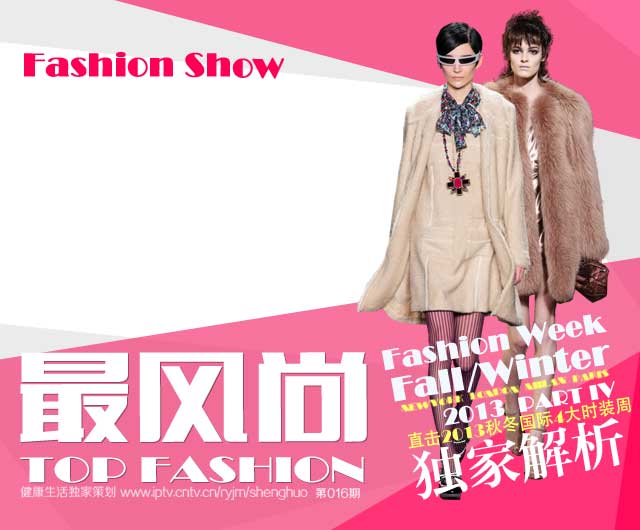 Fashion Show
最风尚
TOP FASHION
健康生活独家策划 www.iptv.cntv.cn/ryjm/shenghuo 第016期
Fashion Week
Fall/Winter
NEW YORK LONDON MILAN PARIS
2013 PART IV
直击2013秋冬国际4大时装周
独家解析